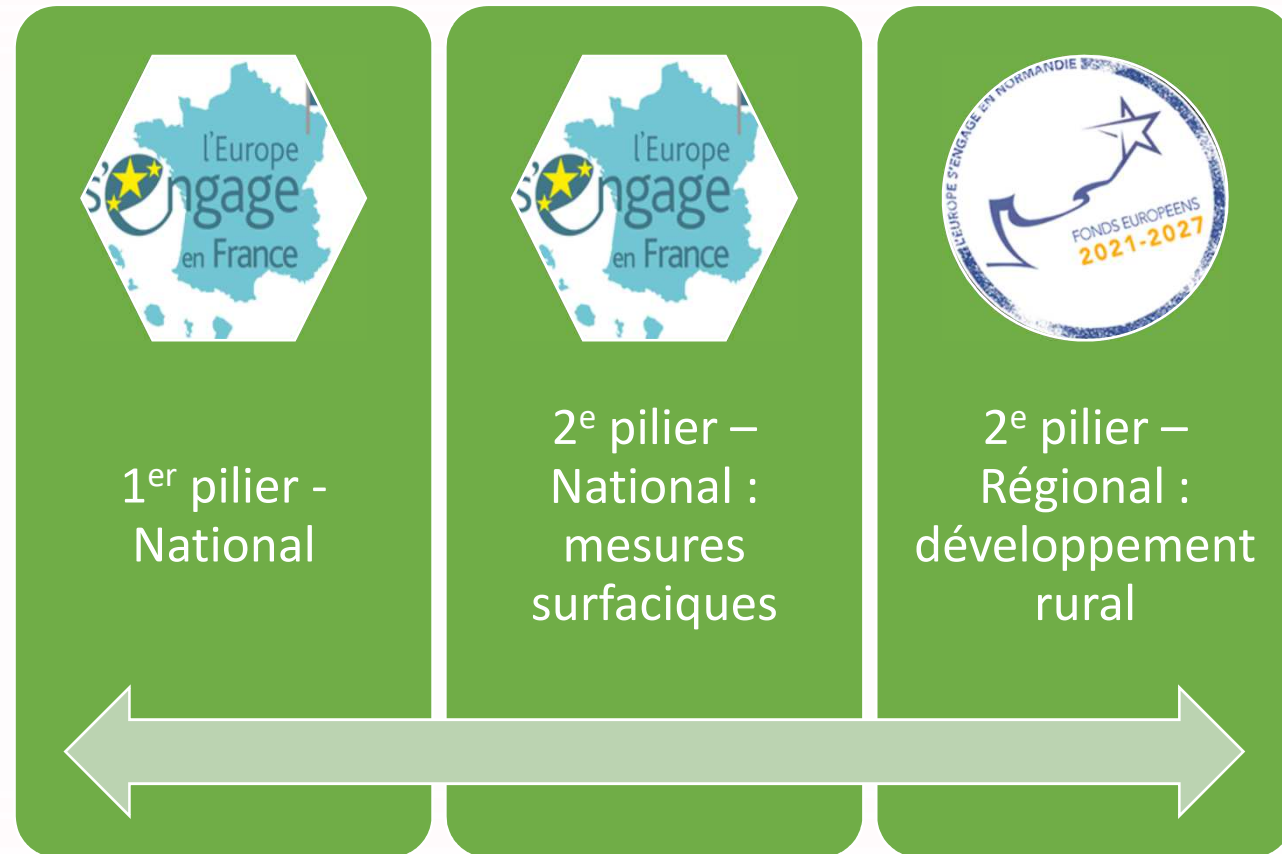 l'Europe
s'engage
en France
1er pilier -
National
l'Europe
s'engage
en France
2e pilier –
National :
mesures
surfaciques
L'EUROPE S'ENGAGE EN NORMANDIE
FONDS EUROPEENS
2021-2027
2e pilier –
Régional :
développement
rural